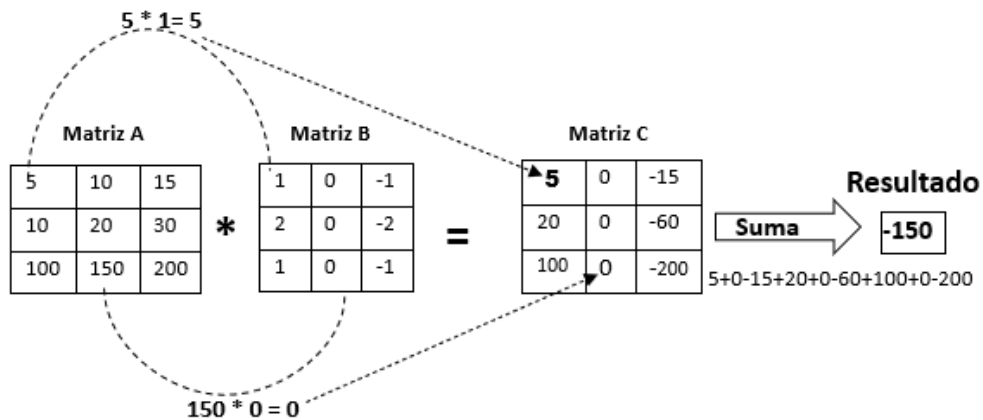 5 * 1= 5
Matriz A
Matriz B
Matriz C
5 10 15
10 20 30
100 150 200
*
1 0 -1
2 0 -2
1 0 -1
=
5 0 -15
20 0 -60
100 0 -200
Suma
Resultado
-150
5+0-15+20+0-60+100+0-200
150 * 0 = 0